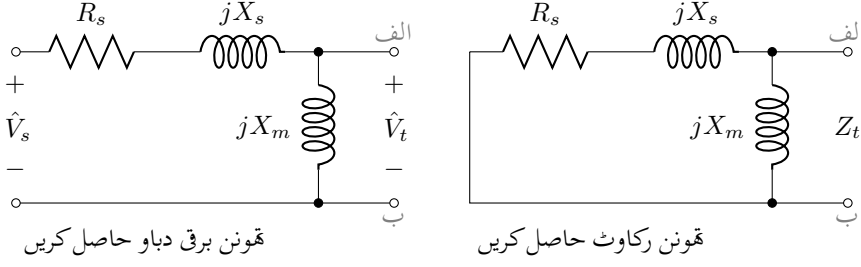 R_s jX_s الف
+ +
V̂_s jX_m V̂_t
− −
ب
تھونن برقی دباو حاصل کریں
R_s jX_s الف
jX_m Z_t
ب
تھونن رکاوٹ حاصل کریں